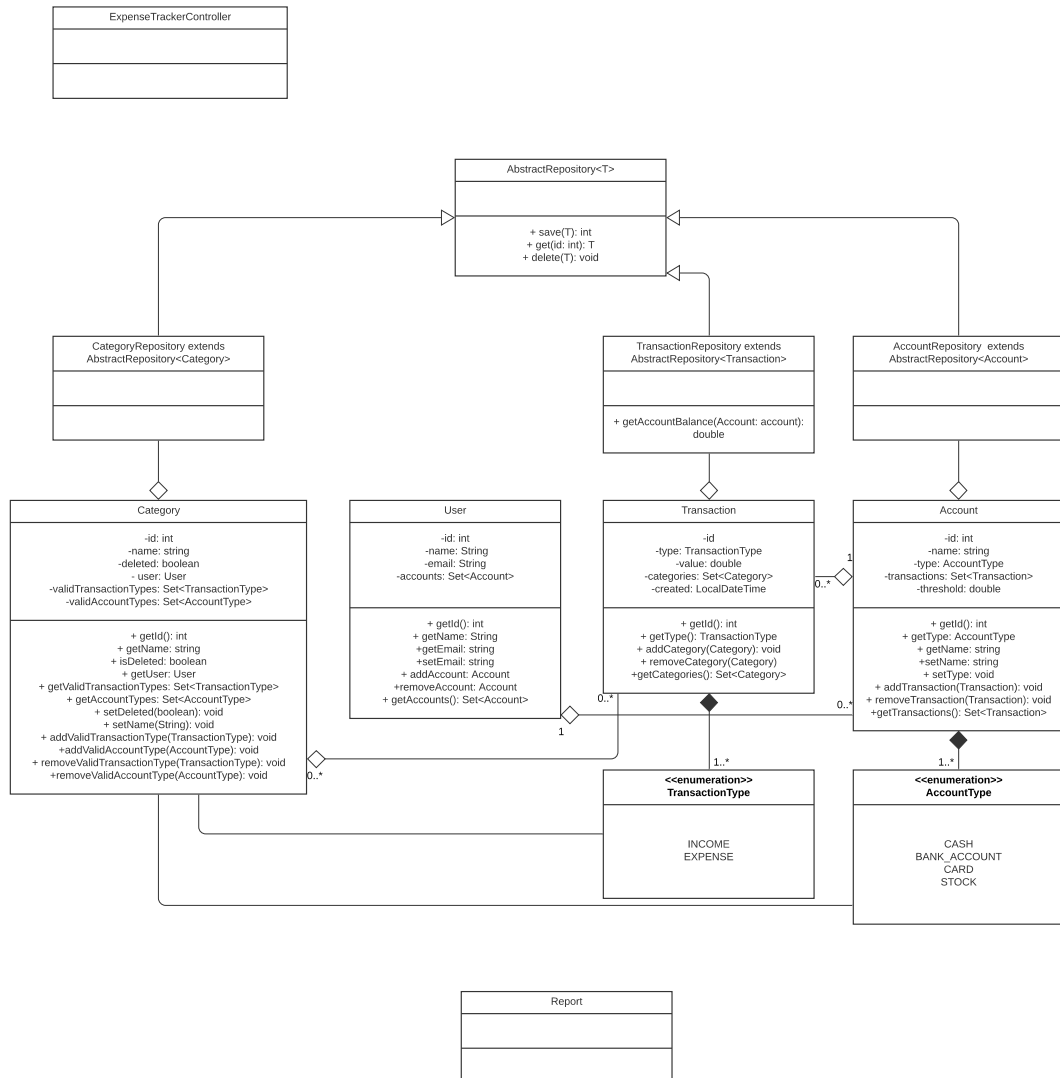 ExpenseTrackerController
AbstractRepository<T>
+ save(T): int
+ get(id: int): T
+ delete(T): void
CategoryRepository extends
AbstractRepository<Category>
TransactionRepository extends
AbstractRepository<Transaction>
+ getAccountBalance(Account: account):
double
AccountRepository  extends
AbstractRepository<Account>
Category
-id: int
-name: string
-deleted: boolean
- user: User
-validTransactionTypes: Set<TransactionType>
-validAccountTypes: Set<AccountType>
+ getId(): int
+ getName: string
+ isDeleted: boolean
+ getUser: User
+ getValidTransactionTypes: Set<TransactionType>
+ getAccountTypes: Set<AccountType>
+ setDeleted(boolean): void
+ setName(String): void
+ addValidTransactionType(TransactionType): void
+addValidAccountType(AccountType): void
+ removeValidTransactionType(TransactionType): void
+removeValidAccountType(AccountType): void
User
-id: int
-name: String
-email: String
-accounts: Set<Account>
+ getId(): int
+ getName: String
+getEmail: string
+setEmail: string
+ addAccount: Account
+removeAccount: Account
+ getAccounts(): Set<Account>
Transaction
-id
-type: TransactionType
-value: double
-categories: Set<Category>
-created: LocalDateTime
+ getId(): int
+ getType(): TransactionType
+ addCategory(Category): void
+ removeCategory(Category)
+getCategories(): Set<Category>
Account
-id: int
-name: string
-type: AccountType
-transactions: Set<Transaction>
-threshold: double
+ getId(): int
+ getType: AccountType
+ getName: string
+setName: string
+ setType: void
+ addTransaction(Transaction): void
+ removeTransaction(Transaction): void
+getTransactions(): Set<Transaction>
1
0..*
0..*
0..*
1
0..*
1..*
1..*
<<enumeration>>
TransactionType
INCOME
EXPENSE
<<enumeration>>
AccountType
CASH
BANK_ACCOUNT
CARD
STOCK
Report